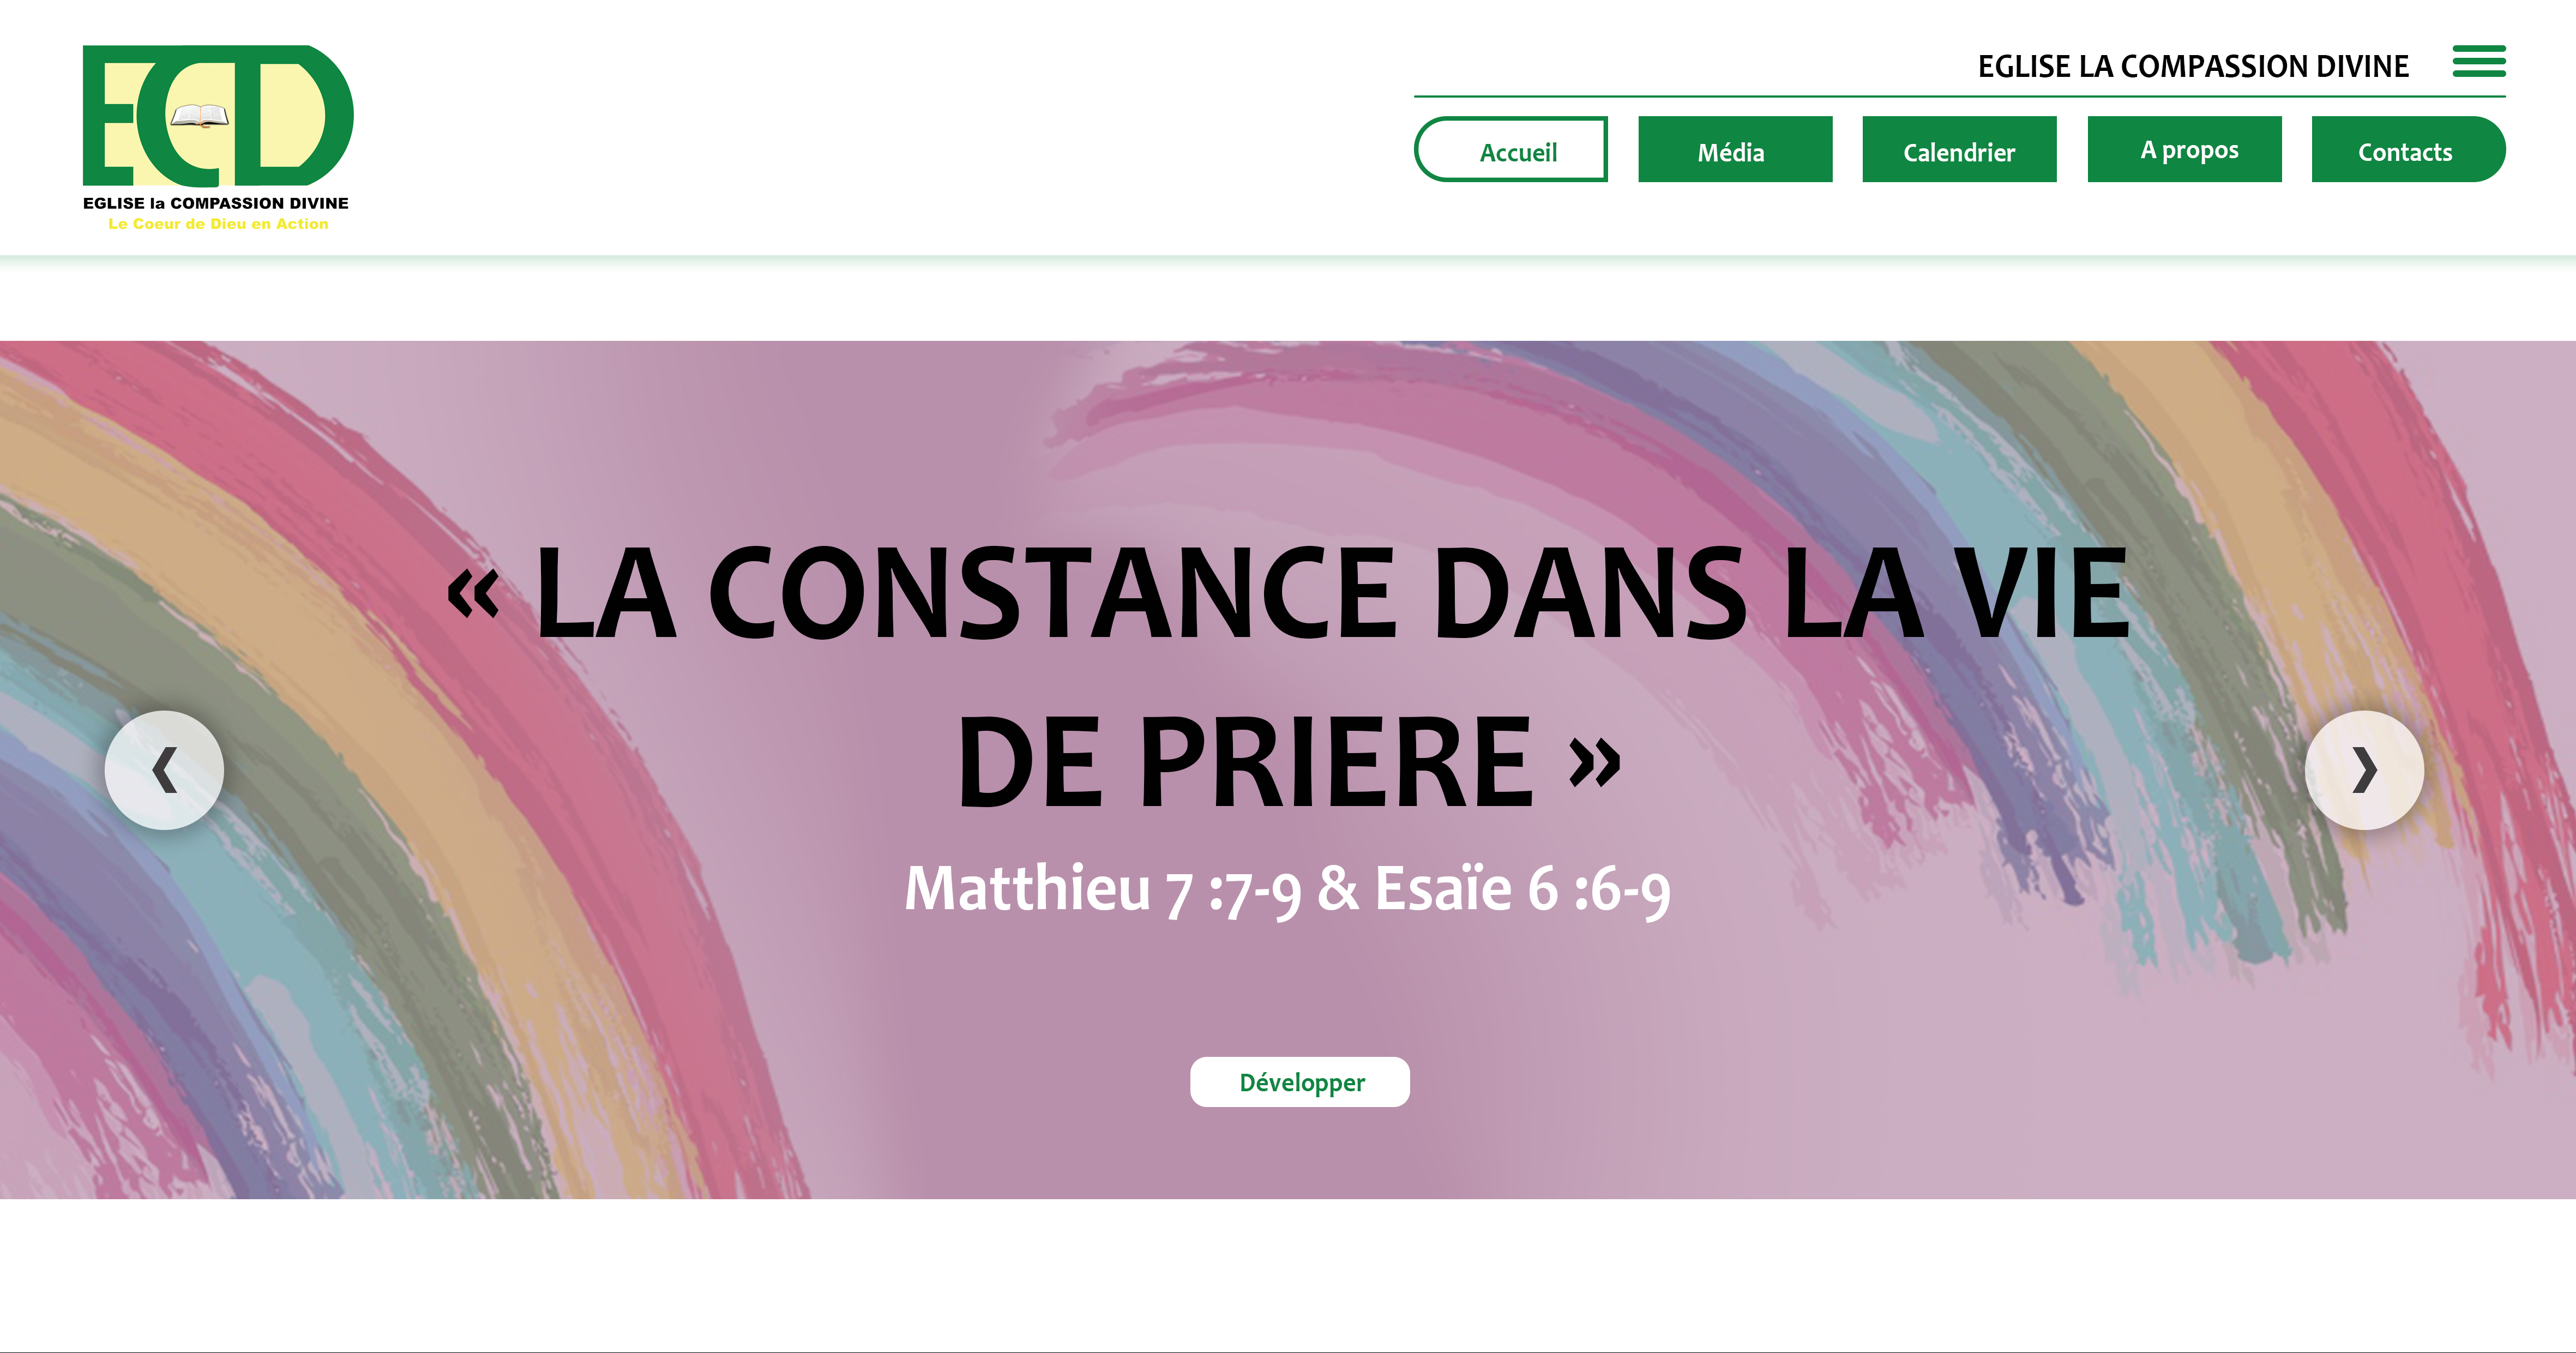 ECD
EGLISE la COMPASSION DIVINE
Le Coeur de Dieu en Action
EGLISE LA COMPASSION DIVINE
Accueil
Média
Calendrier
A propos
Contacts
« LA CONSTANCE DANS LA VIE
DE PRIERE »
Matthieu 7 :7-9 & Esaïe 6 :6-9
Développer